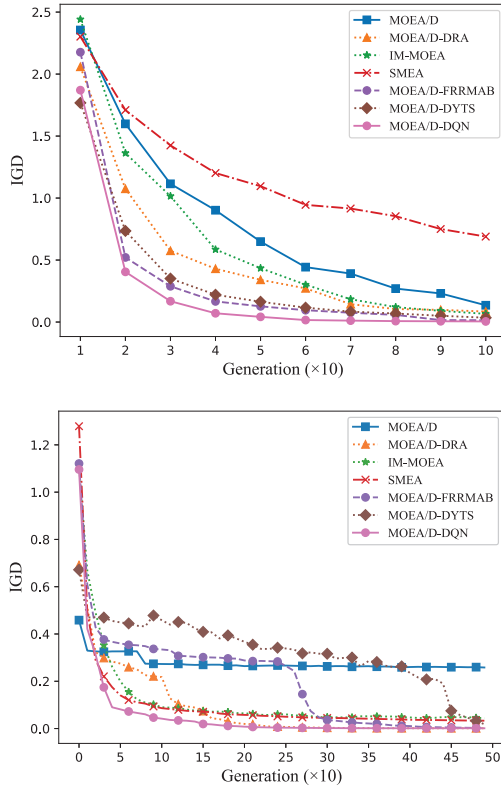 2.5
2.0
1.5
1.0
0.5
0.0
IGD
MOEA/D
MOEA/D-DRA
IM-MOEA
SMEA
MOEA/D-FRRMAB
MOEA/D-DYTS
MOEA/D-DQN
1 2 3 4 5 6 7 8 9 10
Generation (×10)
1.2
1.0
0.8
0.6
0.4
0.2
0.0
IGD
MOEA/D
MOEA/D-DRA
IM-MOEA
SMEA
MOEA/D-FRRMAB
MOEA/D-DYTS
MOEA/D-DQN
0 5 10 15 20 25 30 35 40 45 50
Generation (×10)